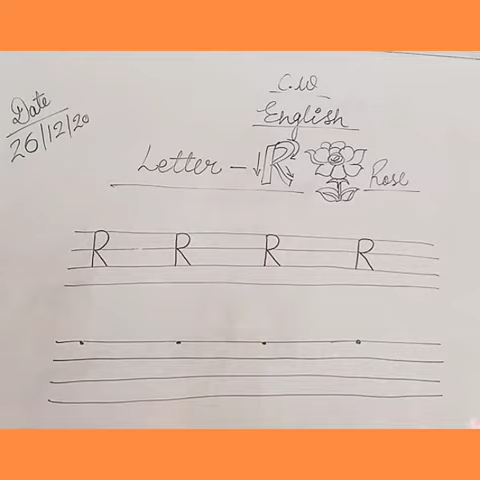 Date
26/12/20
C.W
English
Letter - R Rose
R R R R